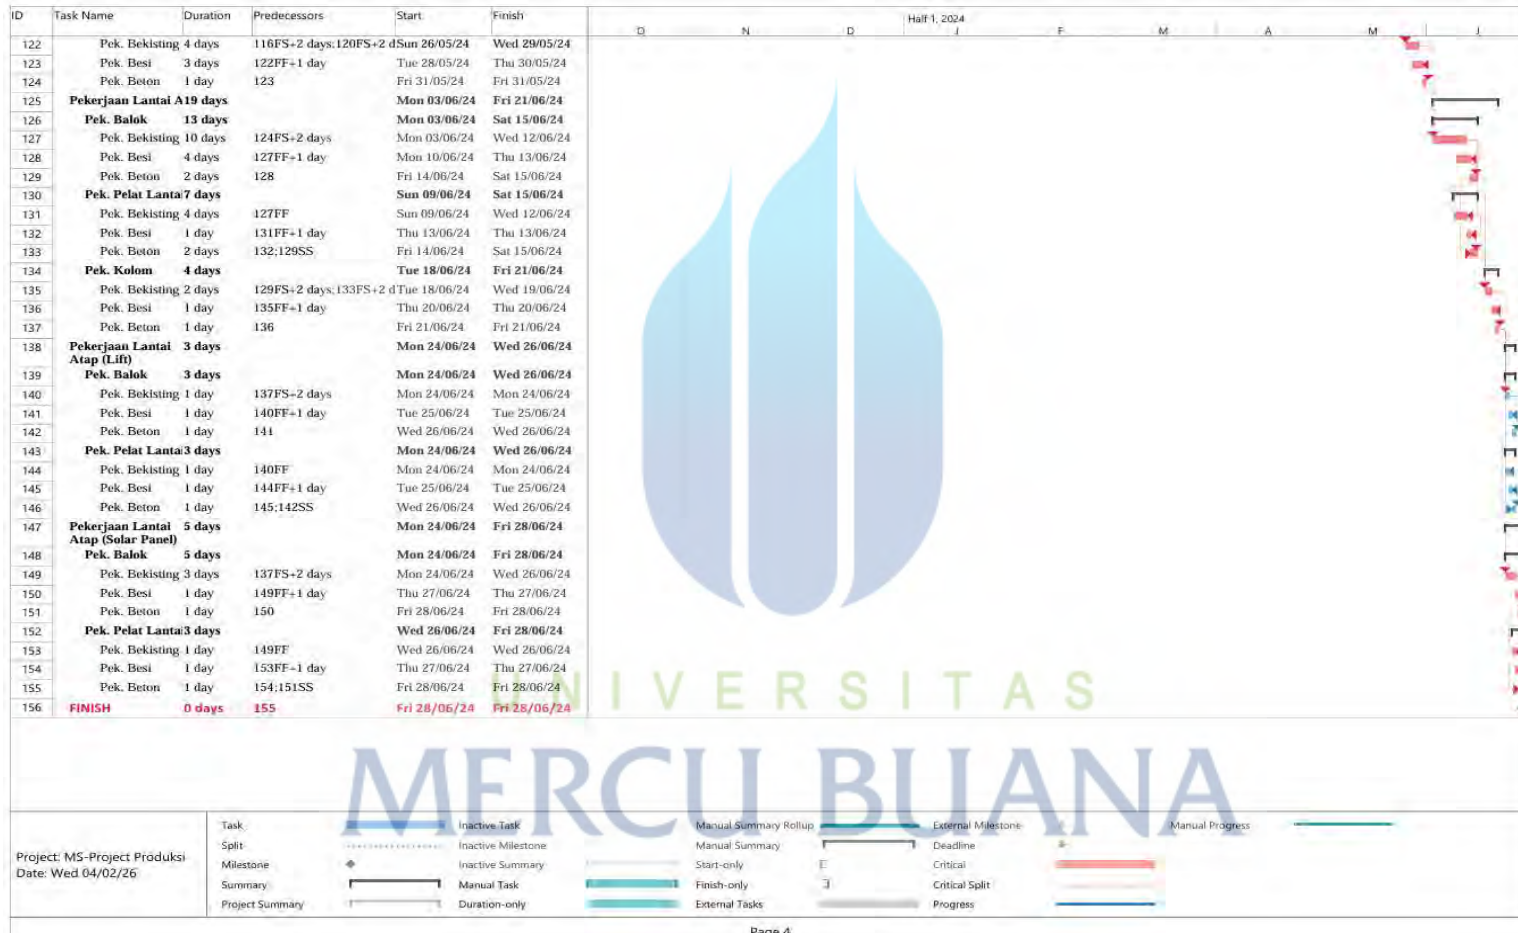 ID Task Name Duration Predecessors Start Finish
Half 1, 2024
O N D J F M A M J
122 Pek. Bekisting 4 days 116FS+2 days;120FS+2 d Sun 26/05/24 Wed 29/05/24
123 Pek. Besi 3 days 122FF+1 day Tue 28/05/24 Thu 30/05/24
124 Pek. Beton 1 day 123 Fri 31/05/24 Fri 31/05/24
125 Pekerjaan Lantai A 19 days Mon 03/06/24 Fri 21/06/24
126 Pek. Balok 13 days Mon 03/06/24 Sat 15/06/24
127 Pek. Bekisting 10 days 124FS+2 days Mon 03/06/24 Wed 12/06/24
128 Pek. Besi 4 days 127FF+1 day Mon 10/06/24 Thu 13/06/24
129 Pek. Beton 2 days 128 Fri 14/06/24 Sat 15/06/24
130 Pek. Pelat Lantai 7 days Sun 09/06/24 Sat 15/06/24
131 Pek. Bekisting 4 days 127FF Sun 09/06/24 Wed 12/06/24
132 Pek. Besi 1 day 131FF+1 day Thu 13/06/24 Thu 13/06/24
133 Pek. Beton 2 days 132;129SS Fri 14/06/24 Sat 15/06/24
134 Pek. Kolom 4 days Tue 18/06/24 Fri 21/06/24
135 Pek. Bekisting 2 days 129FS+2 days;133FS+2 d Tue 18/06/24 Wed 19/06/24
136 Pek. Besi 1 day 135FF+1 day Thu 20/06/24 Thu 20/06/24
137 Pek. Beton 1 day 136 Fri 21/06/24 Fri 21/06/24
138 Pekerjaan Lantai 3 days Mon 24/06/24 Wed 26/06/24
Atap (Lift)
139 Pek. Balok 3 days Mon 24/06/24 Wed 26/06/24
140 Pek. Bekisting 1 day 137FS+2 days Mon 24/06/24 Mon 24/06/24
141 Pek. Besi 1 day 140FF+1 day Tue 25/06/24 Tue 25/06/24
142 Pek. Beton 1 day 141 Wed 26/06/24 Wed 26/06/24
143 Pek. Pelat Lantai 3 days Mon 24/06/24 Wed 26/06/24
144 Pek. Bekisting 1 day 140FF Mon 24/06/24 Mon 24/06/24
145 Pek. Besi 1 day 144FF+1 day Tue 25/06/24 Tue 25/06/24
146 Pek. Beton 1 day 145;142SS Wed 26/06/24 Wed 26/06/24
147 Pekerjaan Lantai 5 days Mon 24/06/24 Fri 28/06/24
Atap (Solar Panel)
148 Pek. Balok 5 days Mon 24/06/24 Fri 28/06/24
149 Pek. Bekisting 3 days 137FS+2 days Mon 24/06/24 Wed 26/06/24
150 Pek. Besi 1 day 149FF+1 day Thu 27/06/24 Thu 27/06/24
151 Pek. Beton 1 day 150 Fri 28/06/24 Fri 28/06/24
152 Pek. Pelat Lantai 3 days Wed 26/06/24 Fri 28/06/24
153 Pek. Bekisting 1 day 149FF Wed 26/06/24 Wed 26/06/24
154 Pek. Besi 1 day 153FF+1 day Thu 27/06/24 Thu 27/06/24
155 Pek. Beton 1 day 154;151SS Fri 28/06/24 Fri 28/06/24
156 FINISH 0 days 155 Fri 28/06/24 Fri 28/06/24
UNIVERSITAS
MERCU BUANA
Project: MS-Project Produksi
Date: Wed 04/02/26
Task Inactive Task Manual Summary Rollup External Milestone Manual Progress
Split Inactive Milestone Manual Summary Deadline
Milestone Inactive Summary Start-only Critical
Summary Manual Task Finish-only Critical Split
Project Summary Duration-only External Tasks Progress
Page 4